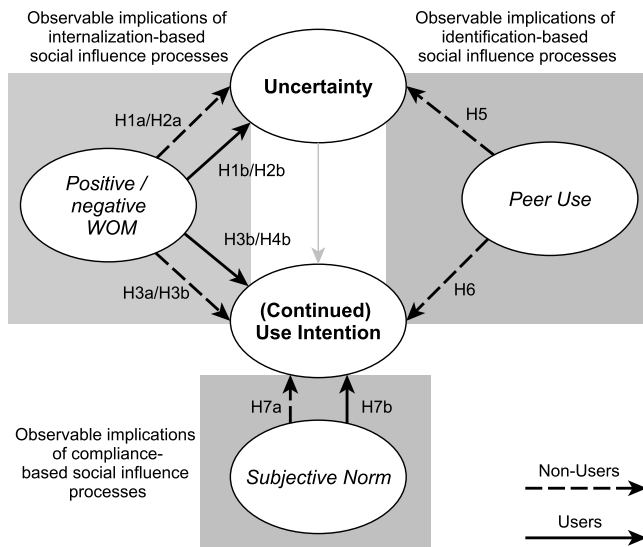 Observable implications of
internalization-based
social influence processes
Observable implications of
identification-based
social influence processes
Uncertainty
H1a/H2a
H1b/H2b
H5
Positive /
negative
WOM
Peer Use
H3b/H4b
H3a/H3b
H6
(Continued)
Use Intention
H7a
H7b
Observable implications
of compliance-
based social influence
processes
Subjective Norm
Non-Users
Users